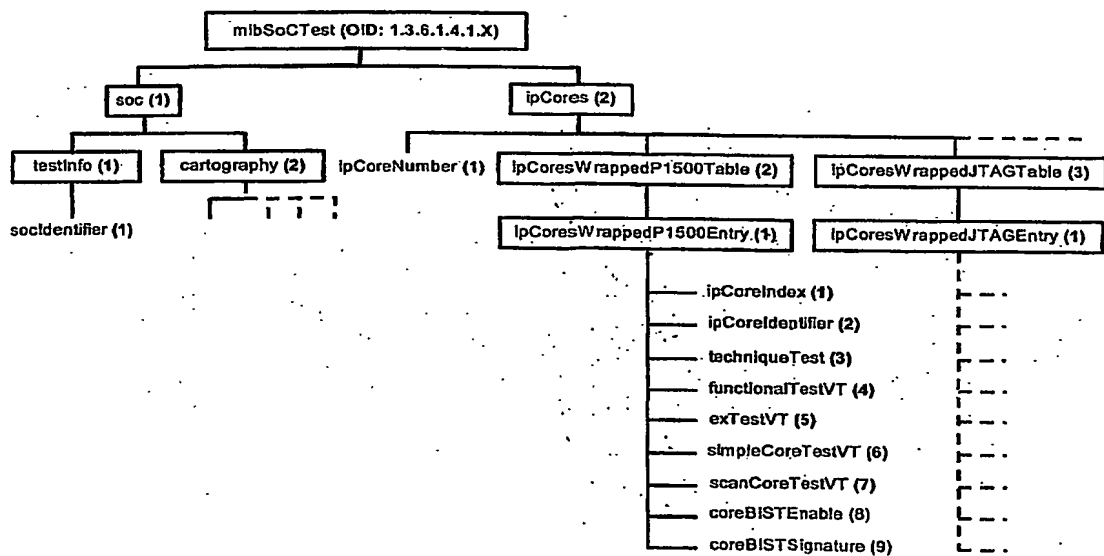 mibSoCTest (OID: 1.3.6.1.4.1.X)
soc (1)
ipCores (2)
testInfo (1)
cartography (2)
ipCoreNumber (1)
ipCoresWrappedP1500Table (2)
ipCoresWrappedJTAGTable (3)
socIdentifier (1)
ipCoresWrappedP1500Entry (1)
ipCoresWrappedJTAGEntry (1)
ipCoreIndex (1)
ipCoreIdentifier (2)
techniqueTest (3)
functionalTestVT (4)
exTestVT (5)
simpleCoreTestVT (6)
scanCoreTestVT (7)
coreBISTEnable (8)
coreBISTSignature (9)